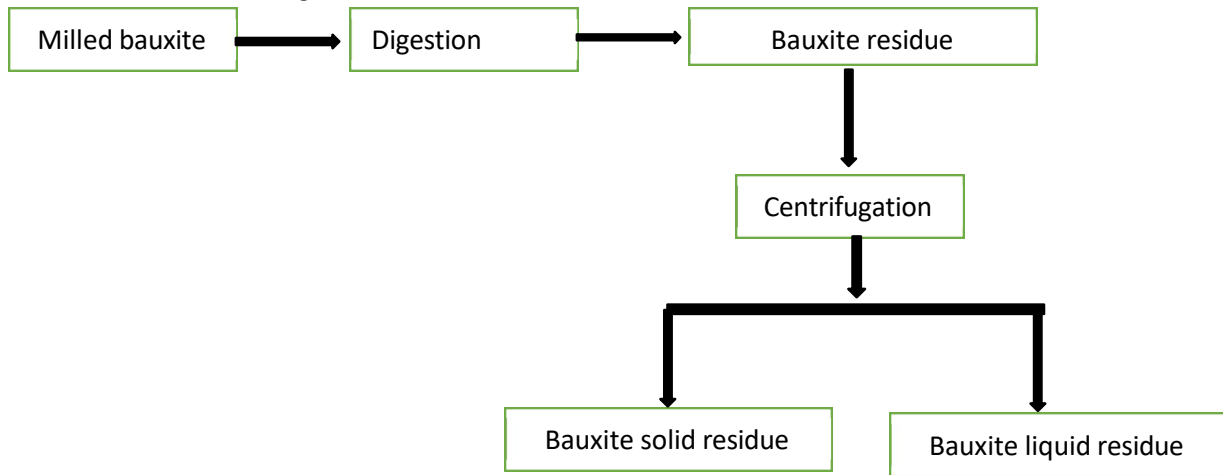 Milled bauxite
Digestion
Bauxite residue
Centrifugation
Bauxite solid residue
Bauxite liquid residue